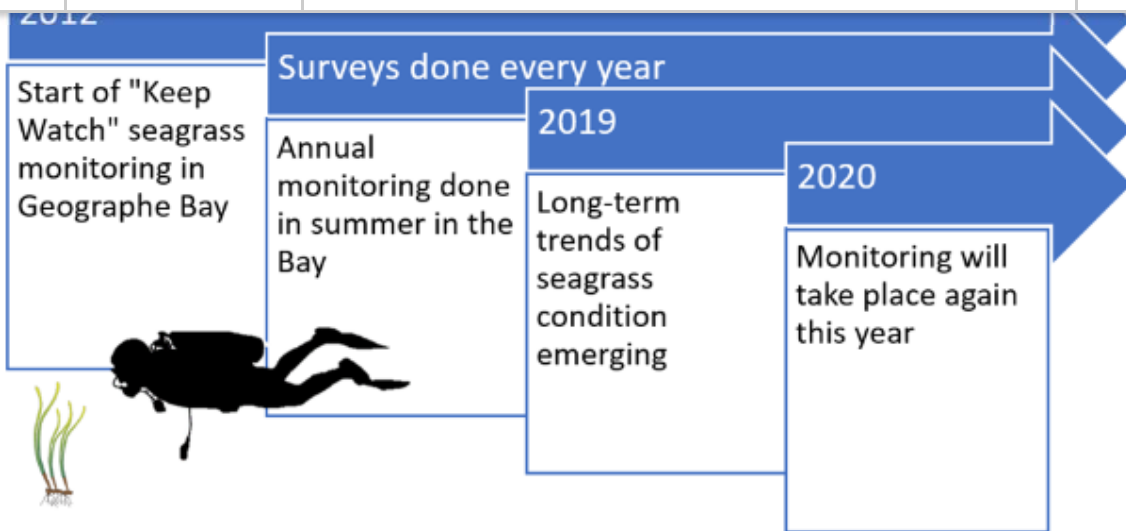 2012
Start of "Keep
Watch" seagrass
monitoring in
Geographe Bay
Surveys done every year
Annual
monitoring done
in summer in the
Bay
2019
Long-term
trends of
seagrass
condition
emerging
2020
Monitoring will
take place again
this year